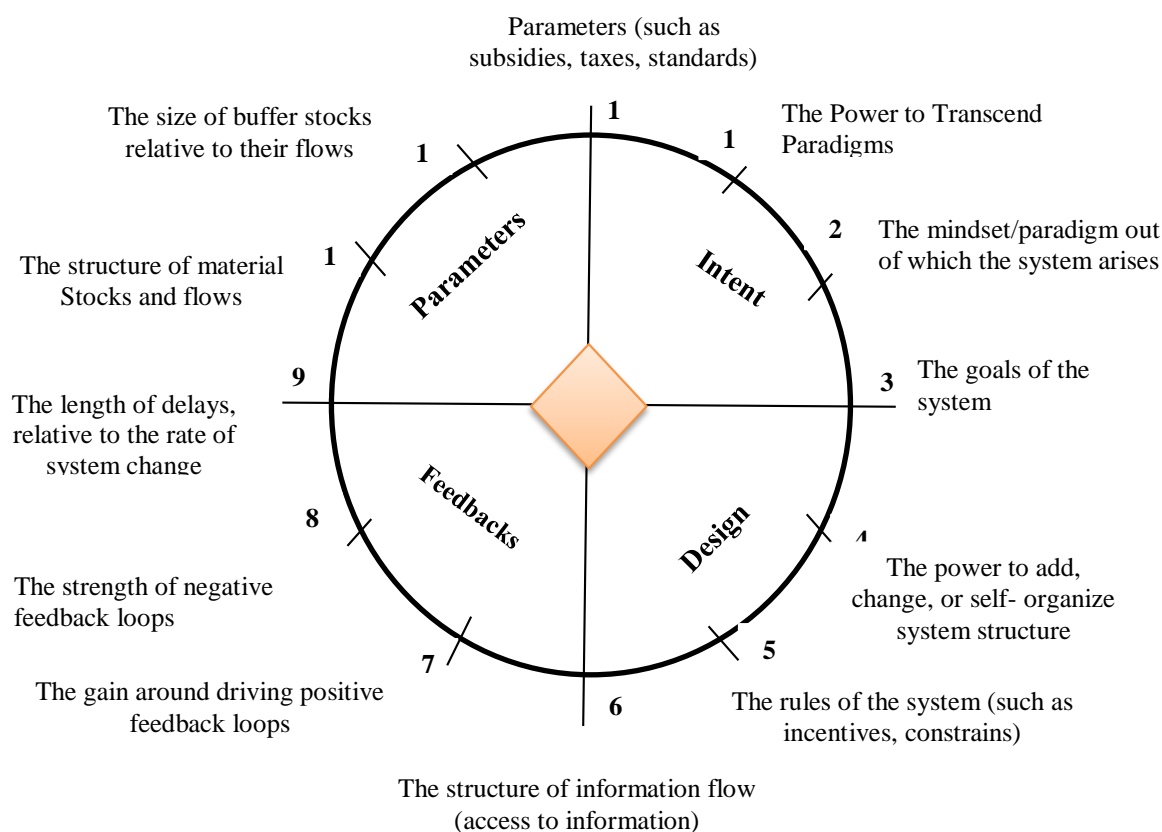 Parameters (such as
subsidies, taxes, standards)
1
The Power to Transcend
Paradigms
1
2
The mindset/paradigm out
of which the system arises
3
The goals of the
system
4
The power to add,
change, or self- organize
system structure
5
The rules of the system (such as
incentives, constrains)
6
The structure of information flow
(access to information)
7
The gain around driving positive
feedback loops
8
The strength of negative
feedback loops
9
The length of delays,
relative to the rate of
system change
1
The structure of material
Stocks and flows
1
The size of buffer stocks
relative to their flows
Parameters
Intent
Feedbacks
Design